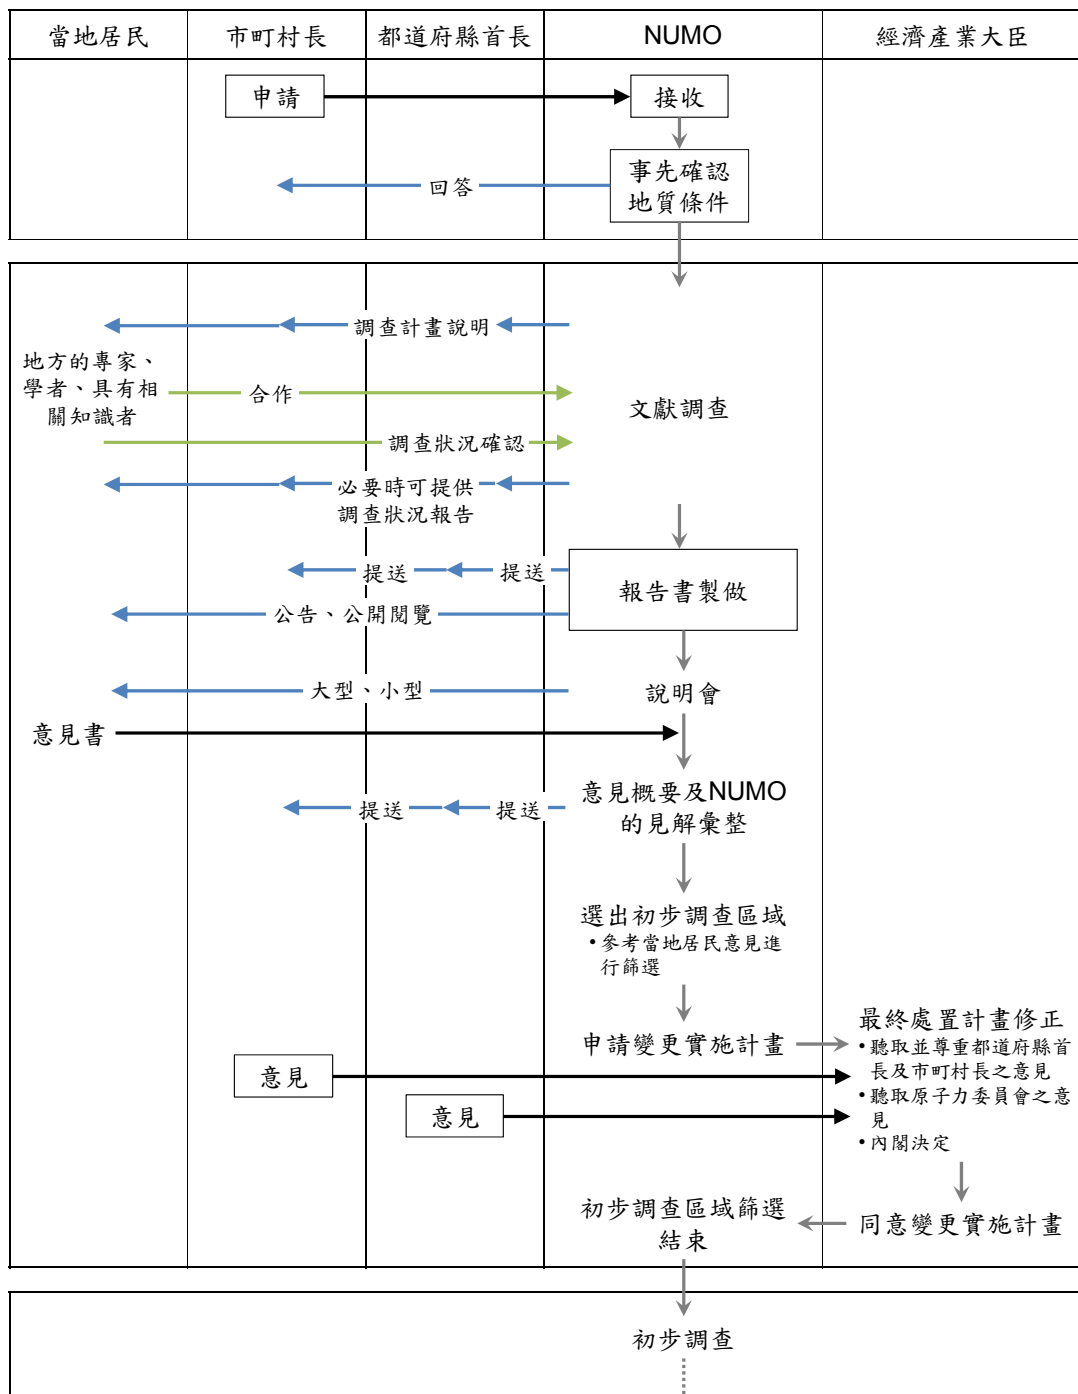 當地居民
市町村長
都道府縣首長
NUMO
經濟產業大臣
申請
接收
事先確認
地質條件
回答
調查計畫說明
地方的專家、
學者、具有相
關知識者
合作
文獻調查
調查狀況確認
必要時可提供
調查狀況報告
提送
提送
報告書製做
公告、公開閱覽
大型、小型
說明會
意見書
意見概要及NUMO
的見解彙整
提送
提送
選出初步調查區域
•參考當地居民意見進
行篩選
申請變更實施計畫
最終處置計畫修正
•聽取並尊重都道府縣首
長及市町村長之意見
•聽取原子力委員會之意
見
•內閣決定
意見
意見
初步調查區域篩選
結束
同意變更實施計畫
初步調查